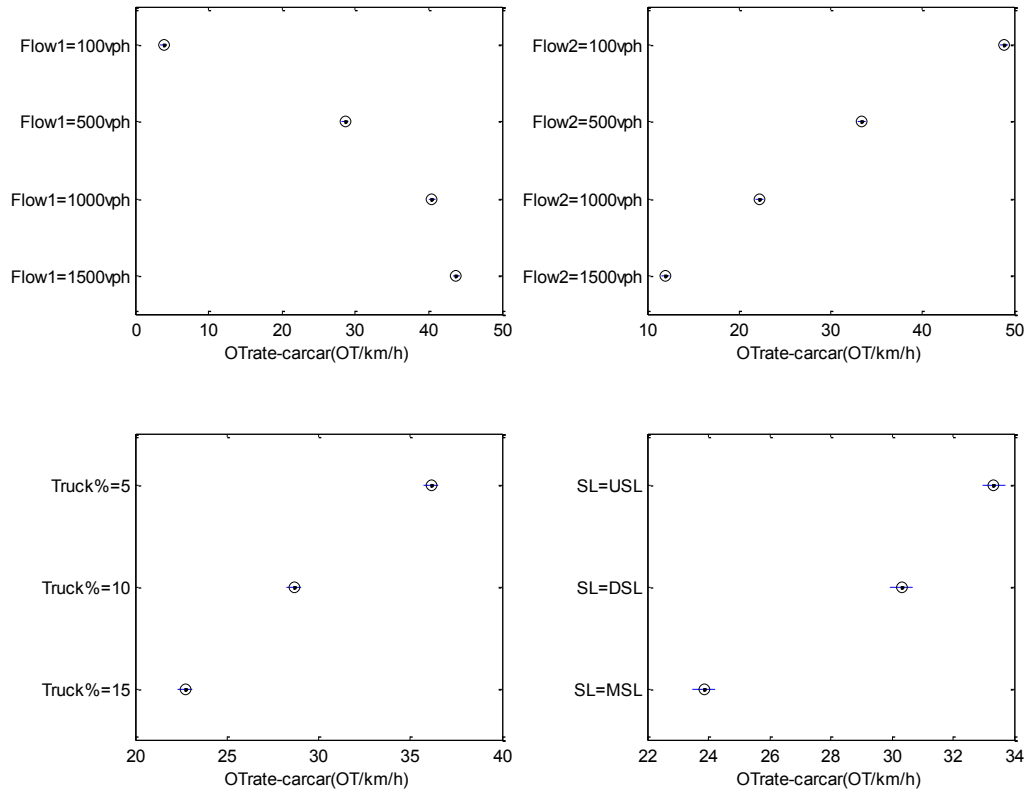 Flow1=100vph
Flow1=500vph
Flow1=1000vph
Flow1=1500vph
0 10 20 30 40 50
OTrate-carcar(OT/km/h)
Flow2=100vph
Flow2=500vph
Flow2=1000vph
Flow2=1500vph
10 20 30 40 50
OTrate-carcar(OT/km/h)
Truck%=5
Truck%=10
Truck%=15
20 25 30 35 40
OTrate-carcar(OT/km/h)
SL=USL
SL=DSL
SL=MSL
22 24 26 28 30 32 34
OTrate-carcar(OT/km/h)